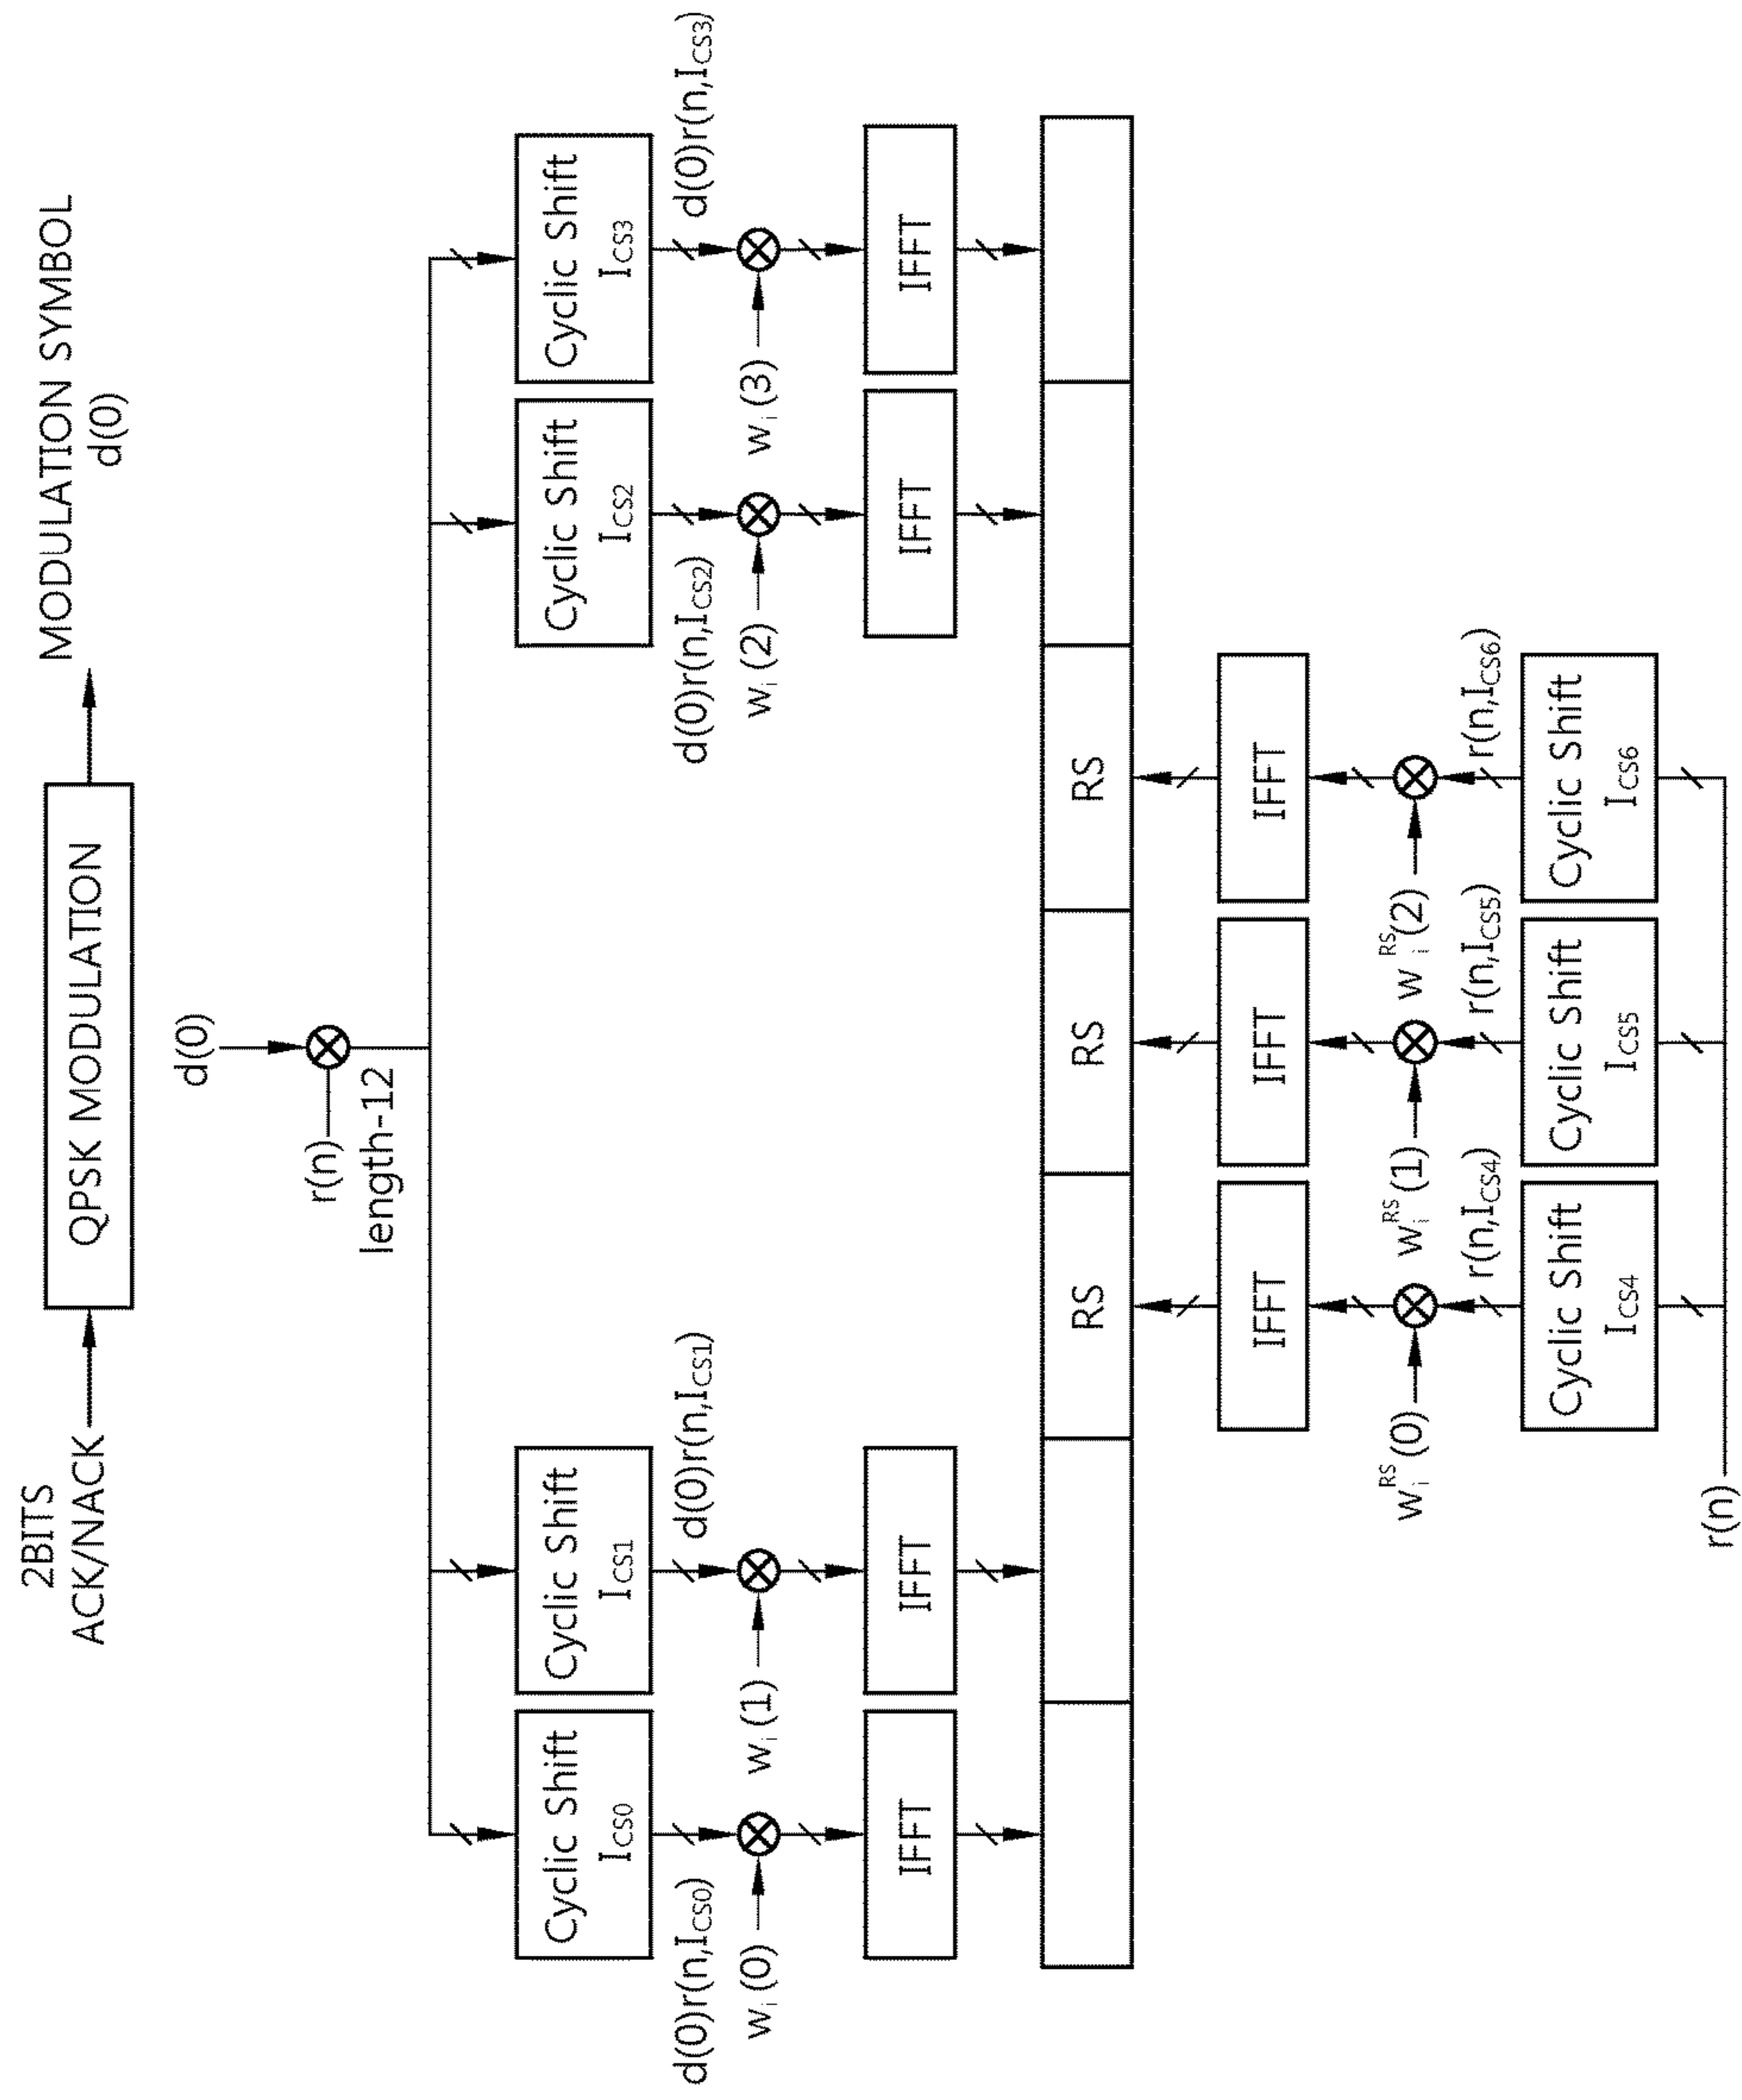 2BITS
ACK/NACK
QPSK MODULATION
MODULATION SYMBOL
d(0)
d(0)
r(n)
length-12
Cyclic Shift
I_CS0
Cyclic Shift
I_CS1
Cyclic Shift
I_CS2
Cyclic Shift
I_CS3
d(0)r(n,I_CS0)
d(0)r(n,I_CS1)
d(0)r(n,I_CS2)
d(0)r(n,I_CS3)
w_i(0)
w_i(1)
w_i(2)
w_i(3)
IFFT
IFFT
IFFT
IFFT
RS
RS
RS
IFFT
IFFT
IFFT
w_i^RS(0)
w_i^RS(1)
w_i^RS(2)
r(n,I_CS4)
r(n,I_CS5)
r(n,I_CS6)
Cyclic Shift
I_CS4
Cyclic Shift
I_CS5
Cyclic Shift
I_CS6
r(n)